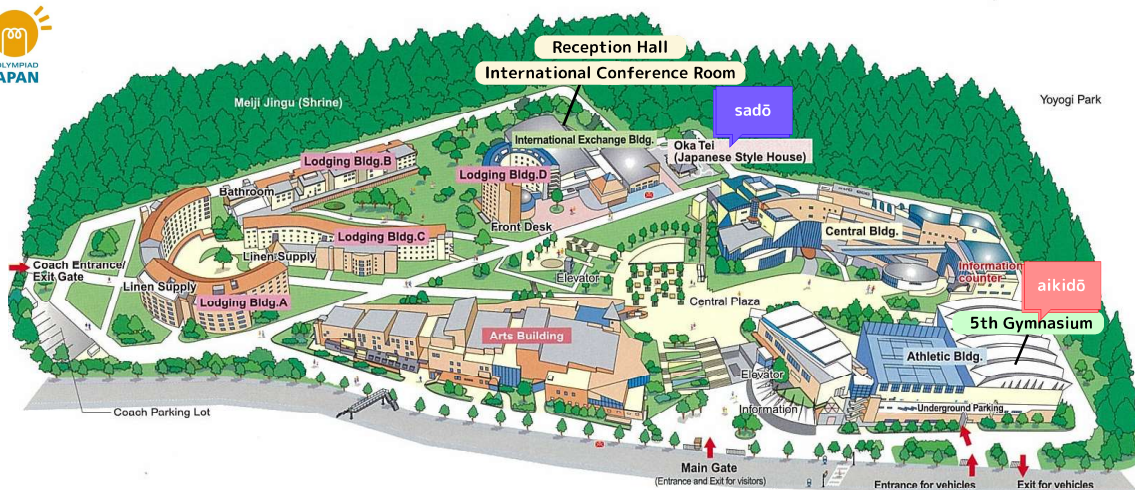 OLYMPIAD
JAPAN
Reception Hall
International Conference Room
Meiji Jingu (Shrine)
sadō
Yoyogi Park
International Exchange Bldg.
Oka Tei
(Japanese Style House)
Lodging Bldg.B
Lodging Bldg.D
Bathroom
Front Desk
Central Bldg.
Lodging Bldg.C
Linen Supply
Coach Entrance/
Exit Gate
Linen Supply
Elevator
Information
counter
aikidō
Lodging Bldg.A
Central Plaza
5th Gymnasium
Arts Building
Athletic Bldg.
Elevator
Information
Underground Parking
Coach Parking Lot
Main Gate
(Entrance and Exit for visitors)
Entrance for vehicles
Exit for vehicles